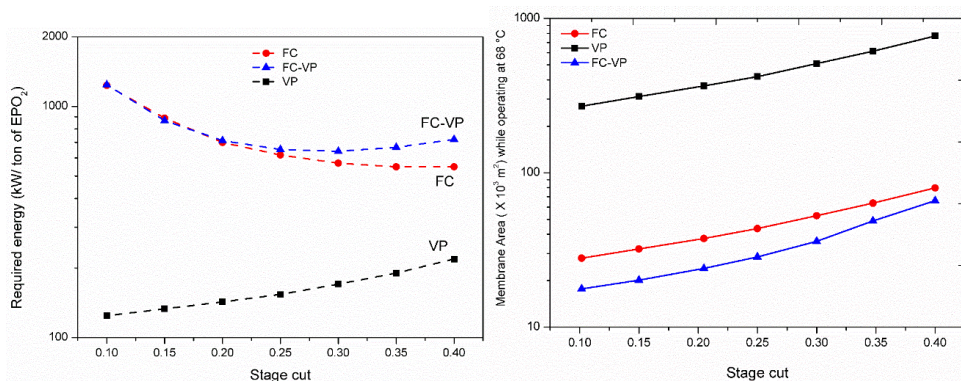 2000
1000
100
Required energy (kW/ ton of EPO₂)
FC
FC-VP
VP
FC-VP
FC
VP
0.10 0.15 0.20 0.25 0.30 0.35 0.40
Stage cut
1000
100
10
Membrane Area ( X 10³ m²) while operating at 68 °C
FC
VP
FC-VP
0.10 0.15 0.20 0.25 0.30 0.35 0.40
Stage cut